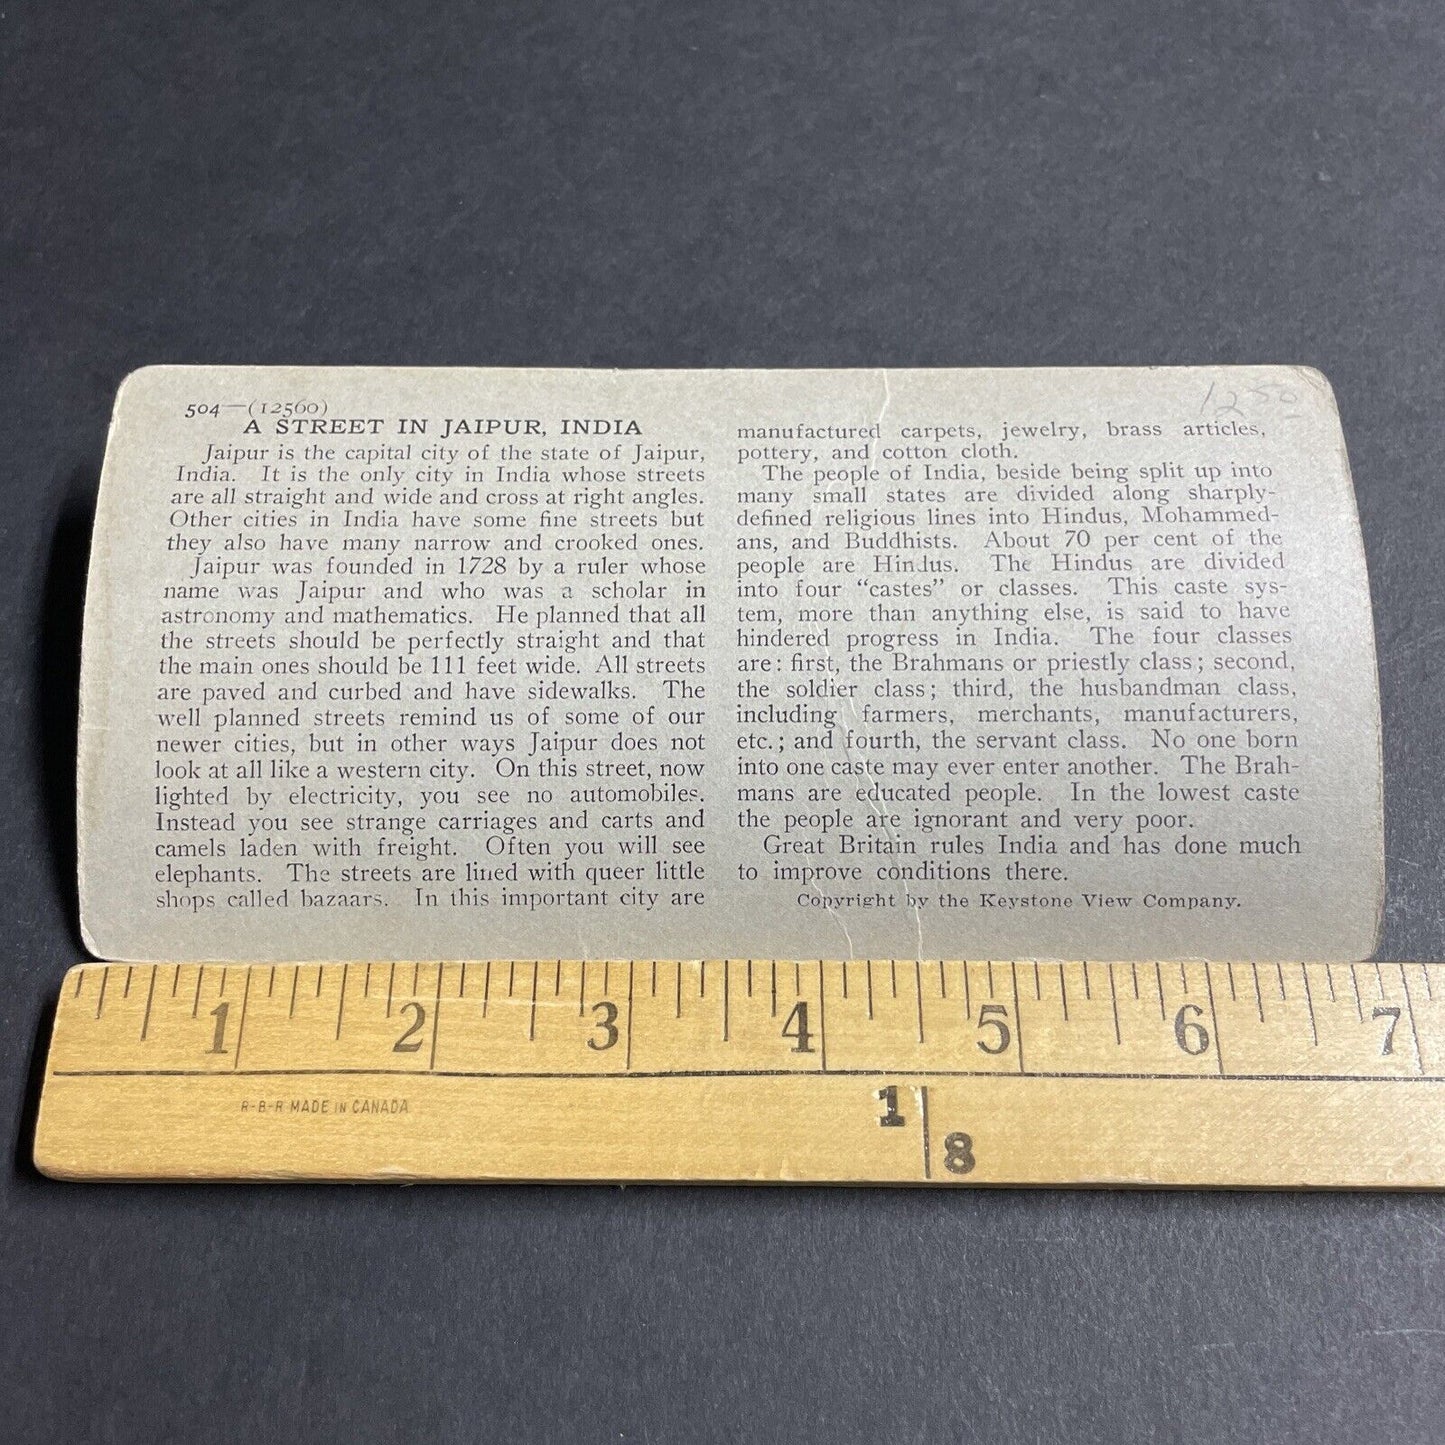 504—(12560)
A STREET IN JAIPUR, INDIA
Jaipur is the capital city of the state of Jaipur,
India. It is the only city in India whose streets
are all straight and wide and cross at right angles.
Other cities in India have some fine streets but
they also have many narrow and crooked ones.
Jaipur was founded in 1728 by a ruler whose
name was Jaipur and who was a scholar in
astronomy and mathematics. He planned that all
the streets should be perfectly straight and that
the main ones should be 111 feet wide. All streets
are paved and curbed and have sidewalks. The
well planned streets remind us of some of our
newer cities, but in other ways Jaipur does not
look at all like a western city. On this street, now
lighted by electricity, you see no automobiles.
Instead you see strange carriages and carts and
camels laden with freight. Often you will see
elephants. The streets are lined with queer little
shops called bazaars. In this important city are
1250
manufactured carpets, jewelry, brass articles,
pottery, and cotton cloth.
The people of India, beside being split up into
many small states are divided along sharply-
defined religious lines into Hindus, Mohammed-
ans, and Buddhists. About 70 per cent of the
people are Hindus. The Hindus are divided
into four "castes" or classes. This caste sys-
tem, more than anything else, is said to have
hindered progress in India. The four classes
are: first, the Brahmans or priestly class; second,
the soldier class; third, the husbandman class,
including farmers, merchants, manufacturers,
etc.; and fourth, the servant class. No one born
into one caste may ever enter another. The Brah-
mans are educated people. In the lowest caste
the people are ignorant and very poor.
Great Britain rules India and has done much
to improve conditions there.
Copyright by the Keystone View Company.
1 2 3 4 5 6 7
R-B-R MADE IN CANADA
1
8